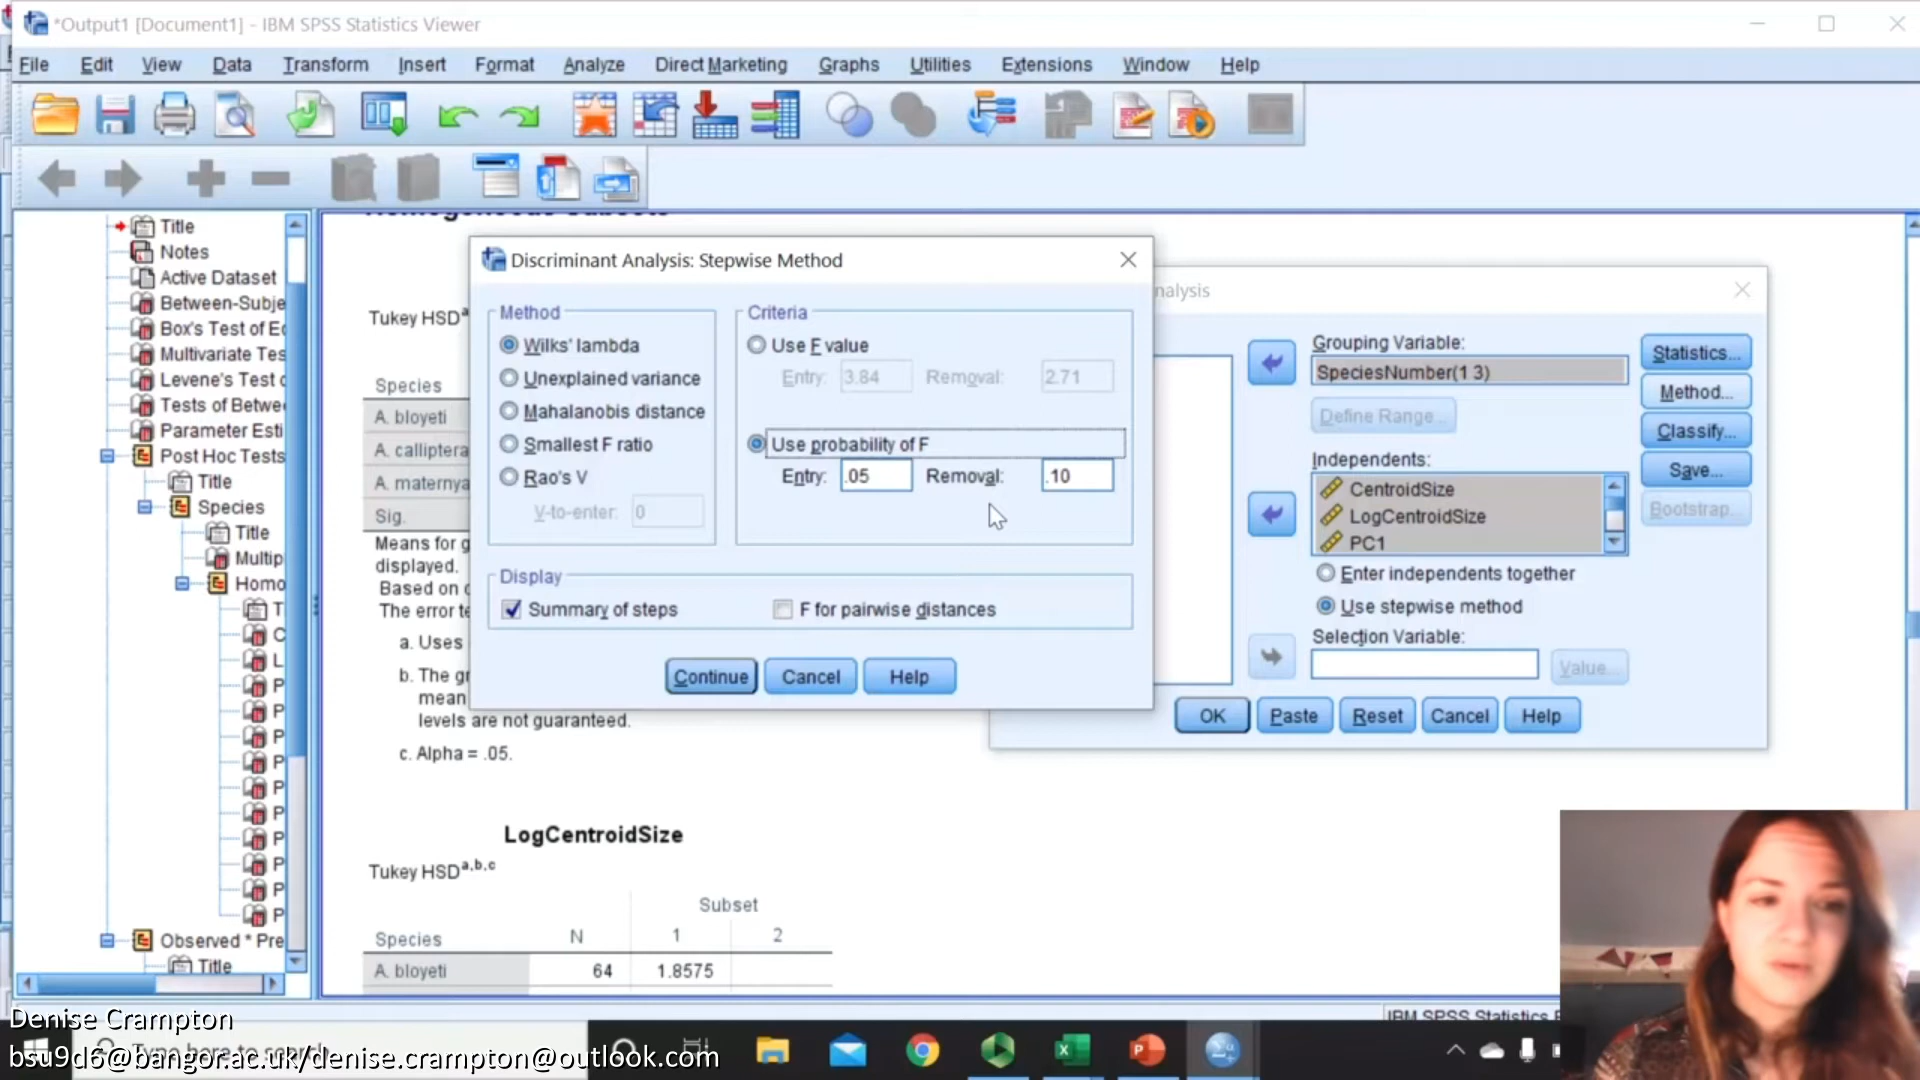 *Output1 [Document1] - IBM SPSS Statistics Viewer
File Edit View Data Transform Insert Format Analyze Direct Marketing Graphs Utilities Extensions Window Help
Title
Notes
Active Dataset
Between-Subje
Box's Test of Ec
Multivariate Tes
Levene's Test c
Tests of Betwe
Parameter Esti
Post Hoc Tests
Title
Species
Title
Multip
Homo
T
C
L
P
P
P
P
P
P
P
P
P
P
Observed * Pre
Title
Tukey HSDa
Species
A. bloyeti
A. calliptera
A. maternya
Sig.
Means for g
displayed.
Based on c
The error te
a. Uses
b. The gr
mean
levels are not guaranteed.
c. Alpha = .05.
LogCentroidSize
Tukey HSDa,b,c
Subset
Species N 1 2
A. bloyeti 64 1.8575
Discriminant Analysis: Stepwise Method
Method
Wilks' lambda
Unexplained variance
Mahalanobis distance
Smallest F ratio
Rao's V
V-to-enter: 0
Criteria
Use F value
Entry: 3.84 Removal: 2.71
Use probability of F
Entry: .05 Removal: .10
Display
Summary of steps F for pairwise distances
Continue Cancel Help
nalysis
Grouping Variable:
SpeciesNumber(1 3)
Define Range...
Independents:
CentroidSize
LogCentroidSize
PC1
Enter independents together
Use stepwise method
Selection Variable:
Value...
Statistics...
Method...
Classify...
Save...
Bootstrap...
OK Paste Reset Cancel Help
IBM SPSS Statistics
Denise Crampton
bsu9d6@bangor.ac.uk/denise.crampton@outlook.com